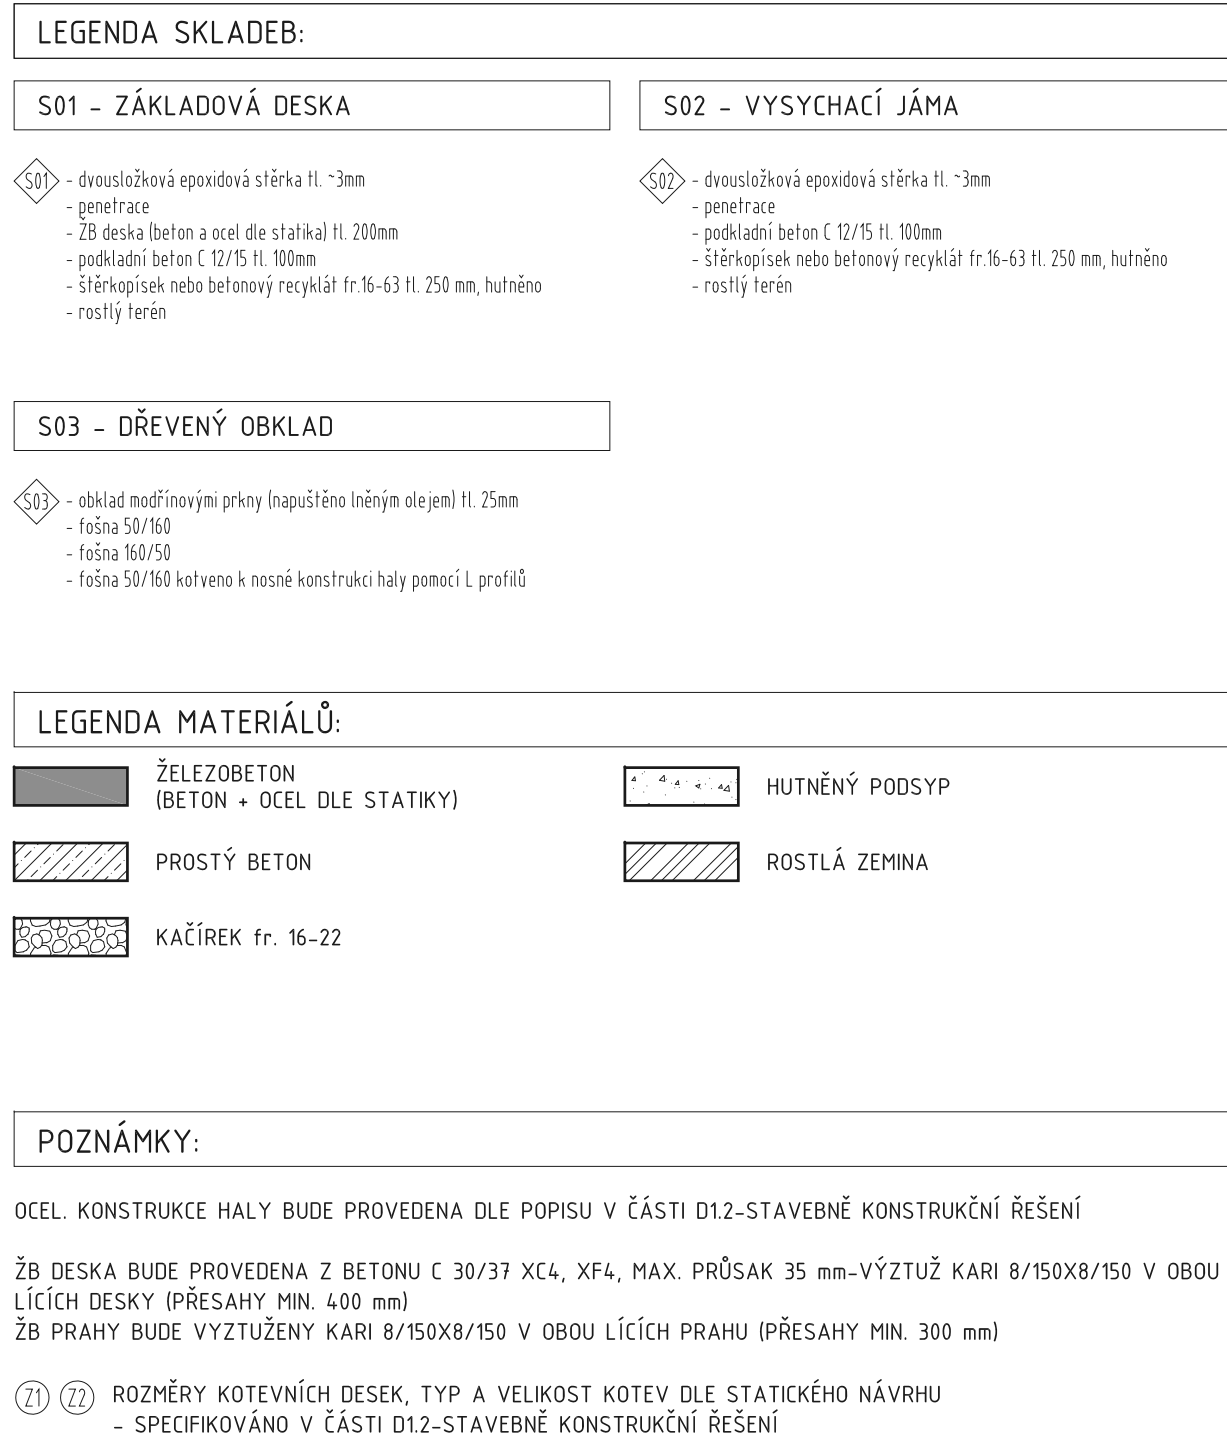 LEGENDA SKLADEB:
S01 - ZÁKLADOVÁ DESKA
S01 - dvousložková epoxidová stěrka tl. ~3mm
- penetrace
- ŽB deska (beton a ocel dle statika) tl. 200mm
- podkladní beton C 12/15 tl. 100mm
- štěrkopísek nebo betonový recyklát fr.16-63 tl. 250 mm, hutněno
- rostlý terén
S02 - VYSYCHACÍ JÁMA
S02 - dvousložková epoxidová stěrka tl. ~3mm
- penetrace
- podkladní beton C 12/15 tl. 100mm
- štěrkopísek nebo betonový recyklát fr.16-63 tl. 250 mm, hutněno
- rostlý terén
S03 - DŘEVENÝ OBKLAD
S03 - obklad modřínovými prkny (napuštěno lněným olejem) tl. 25mm
- fošna 50/160
- fošna 160/50
- fošna 50/160 kotveno k nosné konstrukci haly pomocí L profilů
LEGENDA MATERIÁLŮ:
ŽELEZOBETON
(BETON + OCEL DLE STATIKY)
PROSTÝ BETON
KAČÍREK fr. 16-22
HUTNĚNÝ PODSYP
ROSTLÁ ZEMINA
POZNÁMKY:
OCEL. KONSTRUKCE HALY BUDE PROVEDENA DLE POPISU V ČÁSTI D1.2-STAVEBNĚ KONSTRUKČNÍ ŘEŠENÍ
ŽB DESKA BUDE PROVEDENA Z BETONU C 30/37 XC4, XF4, MAX. PRŮSAK 35 mm-VÝZTUŽ KARI 8/150X8/150 V OBOU
LÍCÍCH DESKY (PŘESAHY MIN. 400 mm)
ŽB PRAHY BUDE VYZTUŽENY KARI 8/150X8/150 V OBOU LÍCÍCH PRAHU (PŘESAHY MIN. 300 mm)
Z1 Z2 ROZMĚRY KOTEVNÍCH DESEK, TYP A VELIKOST KOTEV DLE STATICKÉHO NÁVRHU
- SPECIFIKOVÁNO V ČÁSTI D1.2-STAVEBNĚ KONSTRUKČNÍ ŘEŠENÍ